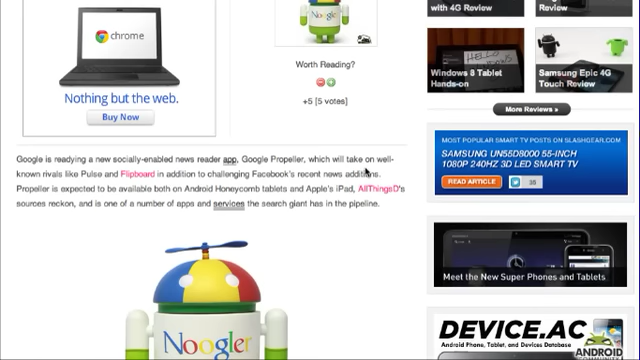 chrome
Nothing but the web.
Buy Now
Noogler
Worth Reading?
+5 [5 votes]
Google is readying a new socially-enabled news reader app, Google Propeller, which will take on well-
known rivals like Pulse and Flipboard in addition to challenging Facebook's recent news additions.
Propeller is expected to be available both on Android Honeycomb tablets and Apple's iPad, AllThingsD's
sources reckon, and is one of a number of apps and services the search giant has in the pipeline.
Noogler
with 4G Review
Review
HELLO
Windows 8 Tablet
Hands-on
Samsung Epic 4G
Touch Review
More Reviews »
MOST POPULAR SMART TV POSTS ON SLASHGEAR.COM
SAMSUNG UN55D8000 55-INCH
1080P 240HZ 3D LED SMART TV
READ ARTICLE
35
Meet the New Super Phones and Tablets
DEVICE.AC
Android Phone, Tablet, and Devices Database
ANDROID
COMMUNITY